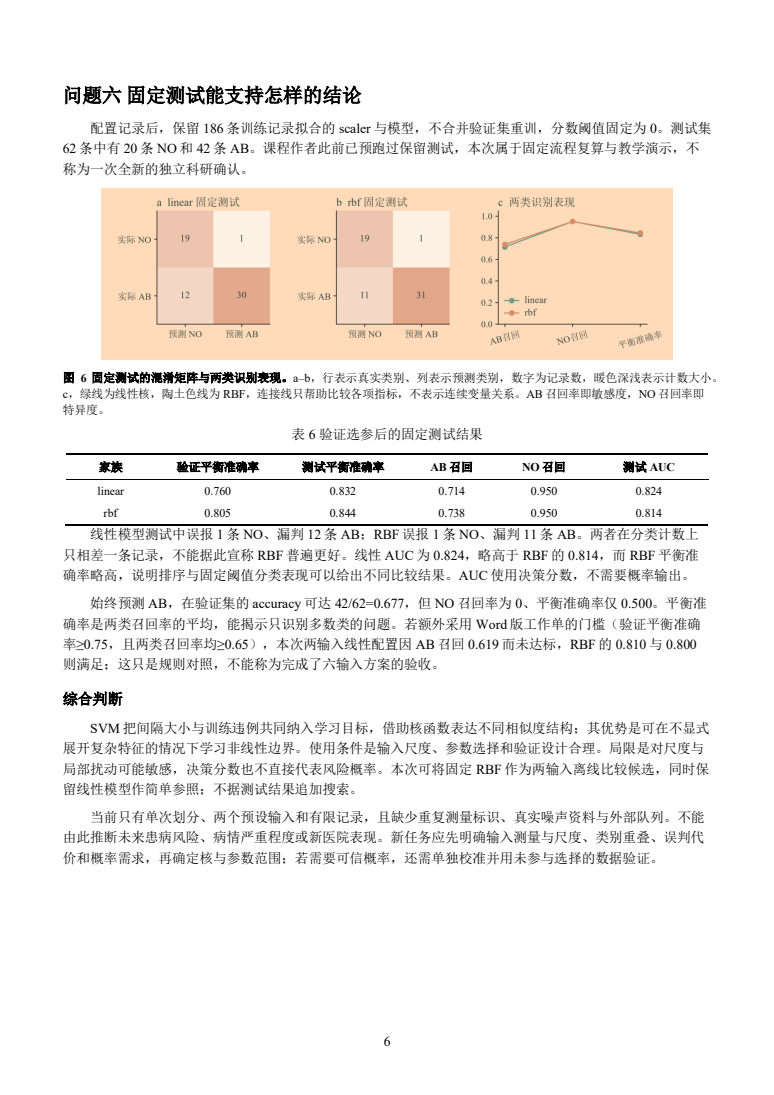 问题六 固定测试能支持怎样的结论
配置记录后，保留 186 条训练记录拟合的 scaler 与模型，不合并验证集重训，分数阈值固定为 0。测试集
62 条中有 20 条 NO 和 42 条 AB。课程作者此前已预跑过保留测试，本次属于固定流程复算与教学演示，不
称为一次全新的独立科研确认。
a linear 固定测试
实际 NO 19 1
实际 AB 12 30
预测 NO 预测 AB
b rbf 固定测试
实际 NO 19 1
实际 AB 11 31
预测 NO 预测 AB
c 两类识别表现
1.0
0.8
0.6
0.4
0.2
0.0
linear
rbf
AB召回 NO召回 平衡准确率
图 6 固定测试的混淆矩阵与两类识别表现。a–b，行表示真实类别、列表示预测类别，数字为记录数，暖色深浅表示计数大小。
c，绿线为线性核，陶土色线为 RBF，连接线只帮助比较各项指标，不表示连续变量关系。AB 召回率即敏感度，NO 召回率即
特异度。
表 6 验证选参后的固定测试结果
家族 验证平衡准确率 测试平衡准确率 AB 召回 NO 召回 测试 AUC
linear 0.760 0.832 0.714 0.950 0.824
rbf 0.805 0.844 0.738 0.950 0.814
线性模型测试中误报 1 条 NO、漏判 12 条 AB；RBF 误报 1 条 NO、漏判 11 条 AB。两者在分类计数上
只相差一条记录，不能据此宣称 RBF 普遍更好。线性 AUC 为 0.824，略高于 RBF 的 0.814，而 RBF 平衡准
确率略高，说明排序与固定阈值分类表现可以给出不同比较结果。AUC 使用决策分数，不需要概率输出。
始终预测 AB，在验证集的 accuracy 可达 42/62=0.677，但 NO 召回率为 0、平衡准确率仅 0.500。平衡准
确率是两类召回率的平均，能揭示只识别多数类的问题。若额外采用 Word 版工作单的门槛（验证平衡准确
率≥0.75，且两类召回率均≥0.65），本次两输入线性配置因 AB 召回 0.619 而未达标，RBF 的 0.810 与 0.800
则满足；这只是规则对照，不能称为完成了六输入方案的验收。
综合判断
SVM 把间隔大小与训练违例共同纳入学习目标，借助核函数表达不同相似度结构；其优势是可在不显式
展开复杂特征的情况下学习非线性边界。使用条件是输入尺度、参数选择和验证设计合理。局限是对尺度与
局部扰动可能敏感，决策分数也不直接代表风险概率。本次可将固定 RBF 作为两输入离线比较候选，同时保
留线性模型作简单参照；不据测试结果追加搜索。
当前只有单次划分、两个预设输入和有限记录，且缺少重复测量标识、真实噪声资料与外部队列。不能
由此推断未来患病风险、病情严重程度或新医院表现。新任务应先明确输入测量与尺度、类别重叠、误判代
价和概率需求，再确定核与参数范围；若需要可信概率，还需单独校准并用未参与选择的数据验证。
6